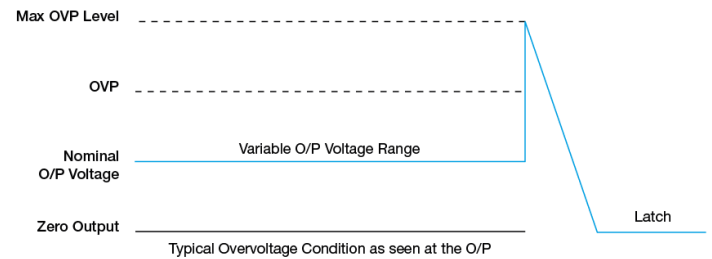 Max OVP Level
OVP
Variable O/P Voltage Range
Nominal
O/P Voltage
Latch
Zero Output
Typical Overvoltage Condition as seen at the O/P